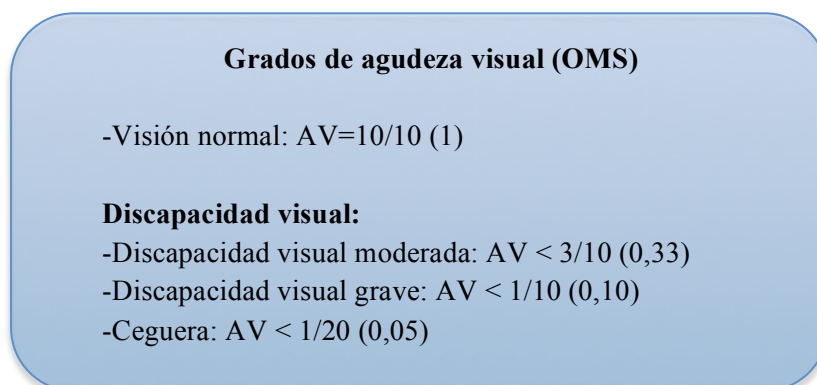 Grados de agudeza visual (OMS)
-Visión normal: AV=10/10 (1)
Discapacidad visual:
-Discapacidad visual moderada: AV < 3/10 (0,33)
-Discapacidad visual grave: AV < 1/10 (0,10)
-Ceguera: AV < 1/20 (0,05)